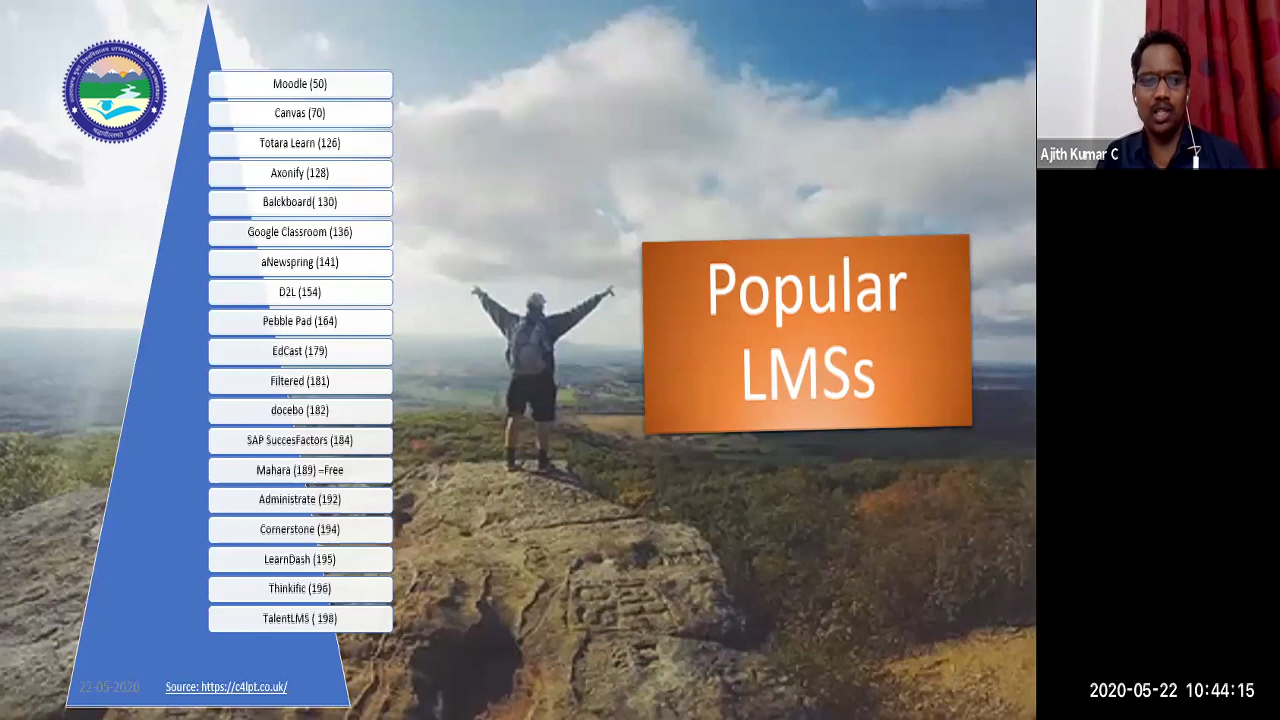 Moodle (50)
Canvas (70)
Totara Learn (126)
Axonify (128)
Balckboard( 130)
Google Classroom (136)
aNewspring (141)
D2L (154)
Pebble Pad (164)
EdCast (179)
Filtered (181)
docebo (182)
SAP SuccesFactors (184)
Mahara (189) –Free
Administrate (192)
Cornerstone (194)
LearnDash (195)
Thinkific (196)
TalentLMS ( 198)
22-05-2020
Source: https://c4lpt.co.uk/
Popular
LMSs
Ajith Kumar C
2020-05-22 10:44:15